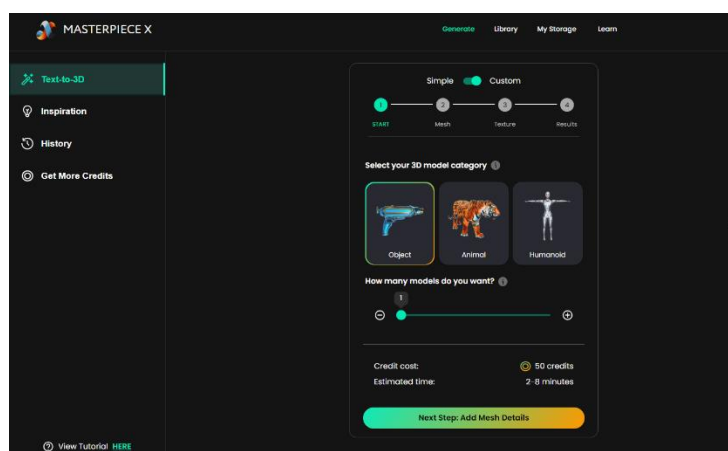 MASTERPIECE X
Generate Library My Storage Learn
Text-to-3D
Inspiration
History
Get More Credits
Simple Custom
1 2 3 4
START Mesh Texture Results
Select your 3D model category
Object Animal Humanoid
How many models do you want?
1
Credit cost: 50 credits
Estimated time: 2-8 minutes
Next Step: Add Mesh Details
View Tutorial HERE